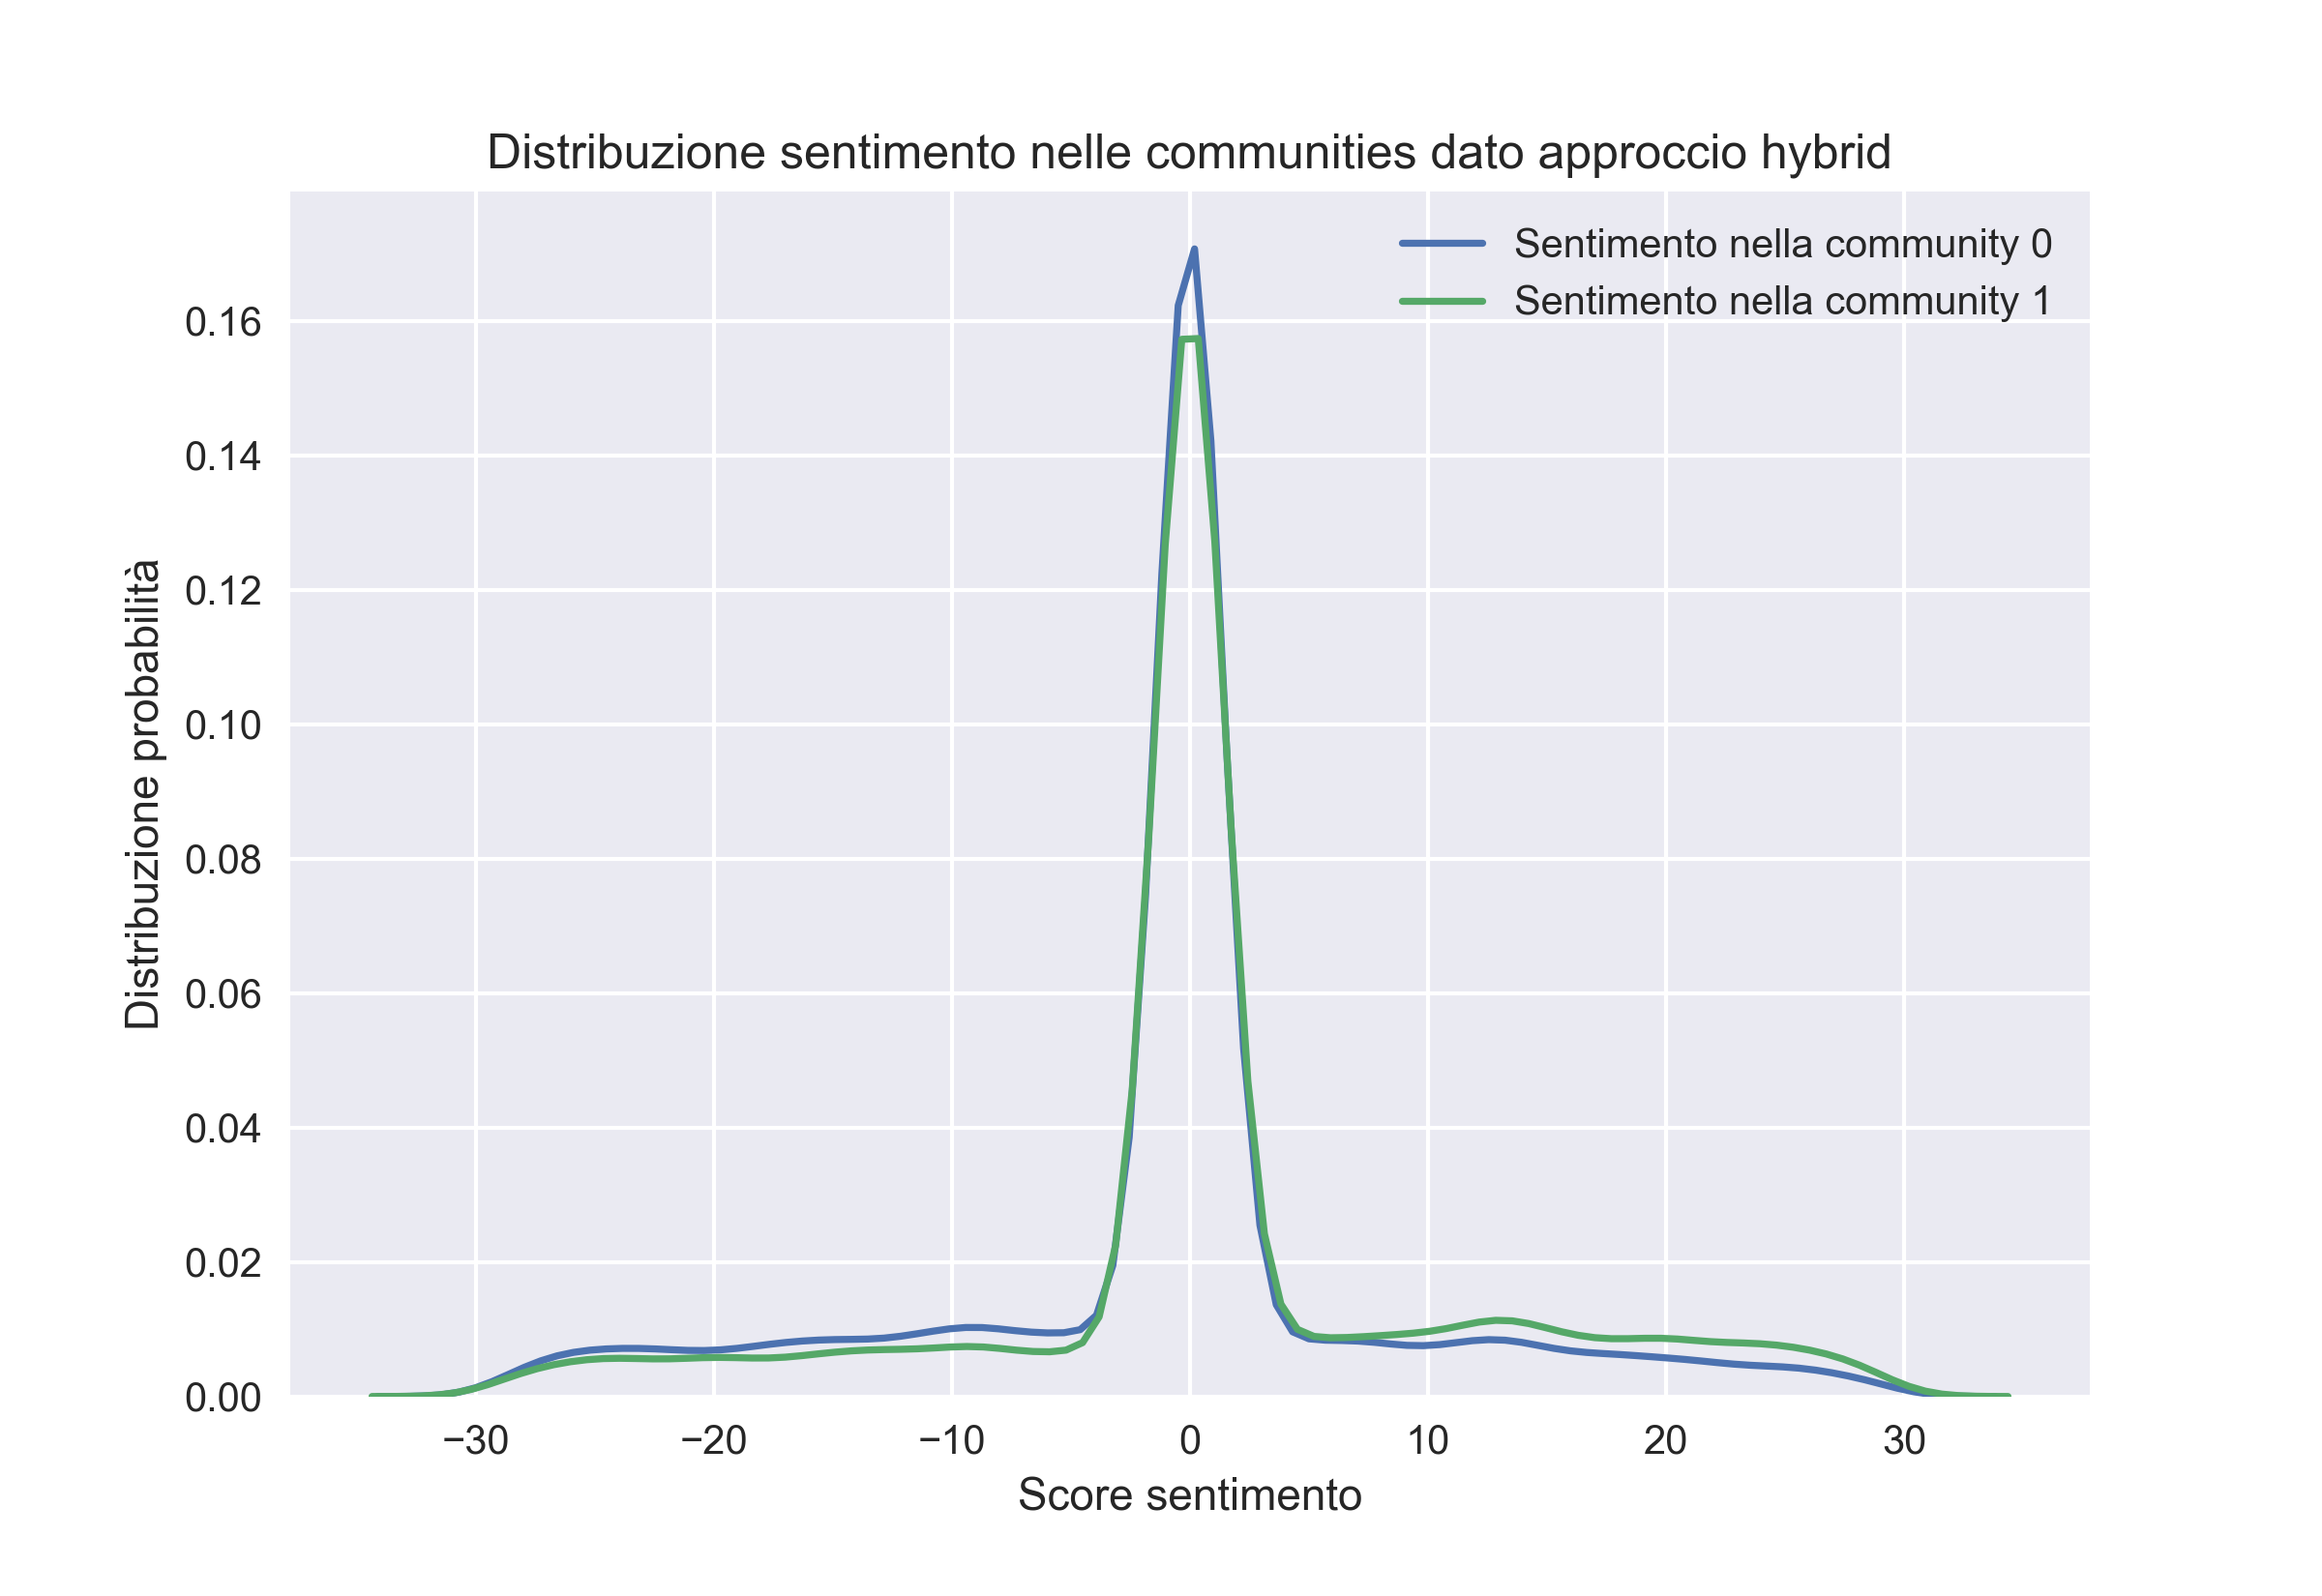 Distribuzione sentimento nelle communities dato approccio hybrid
Sentimento nella community 0
Sentimento nella community 1
0.16
0.14
0.12
0.10
0.08
0.06
0.04
0.02
0.00
Distribuzione probabilità
−30 −20 −10 0 10 20 30
Score sentimento